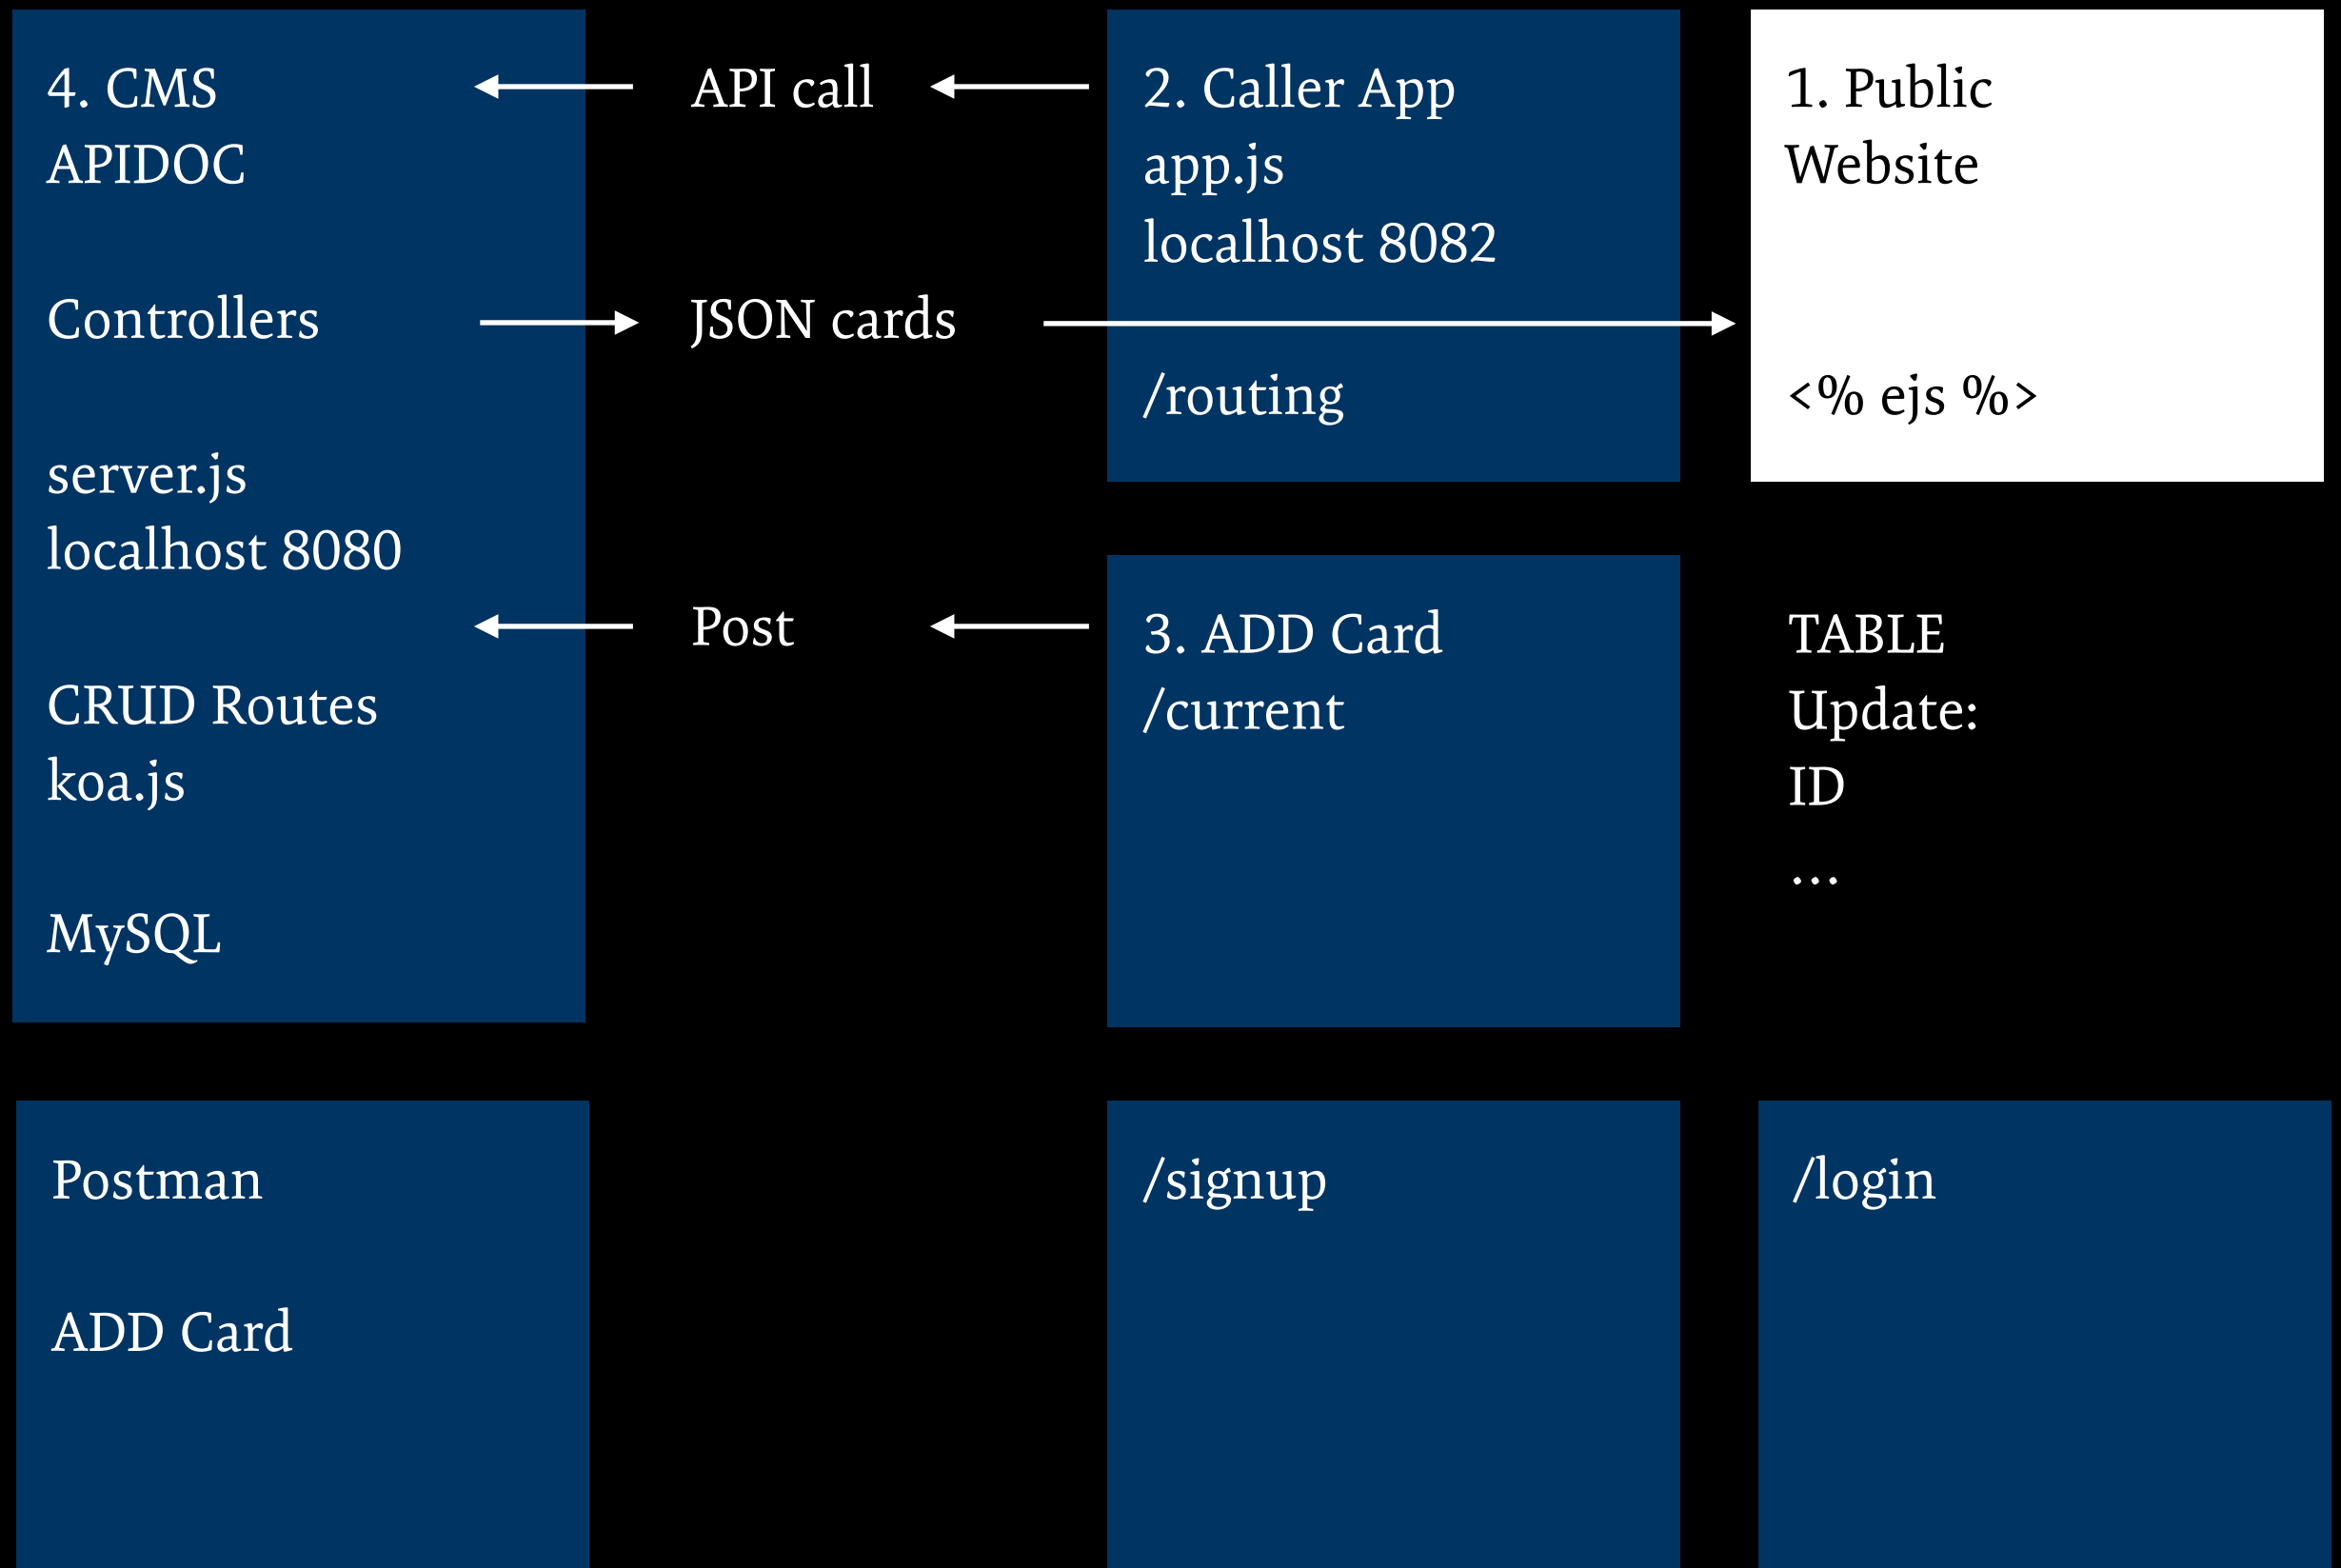 4. CMS
APIDOC
Controllers
server.js
localhost 8080
CRUD Routes
koa.js
MySQL
API call
JSON cards
Post
2. Caller App
app.js
localhost 8082
/routing
1. Public
Website
<% ejs %>
3. ADD Card
/current
TABLE
Update:
ID
...
Postman
ADD Card
/signup
/login